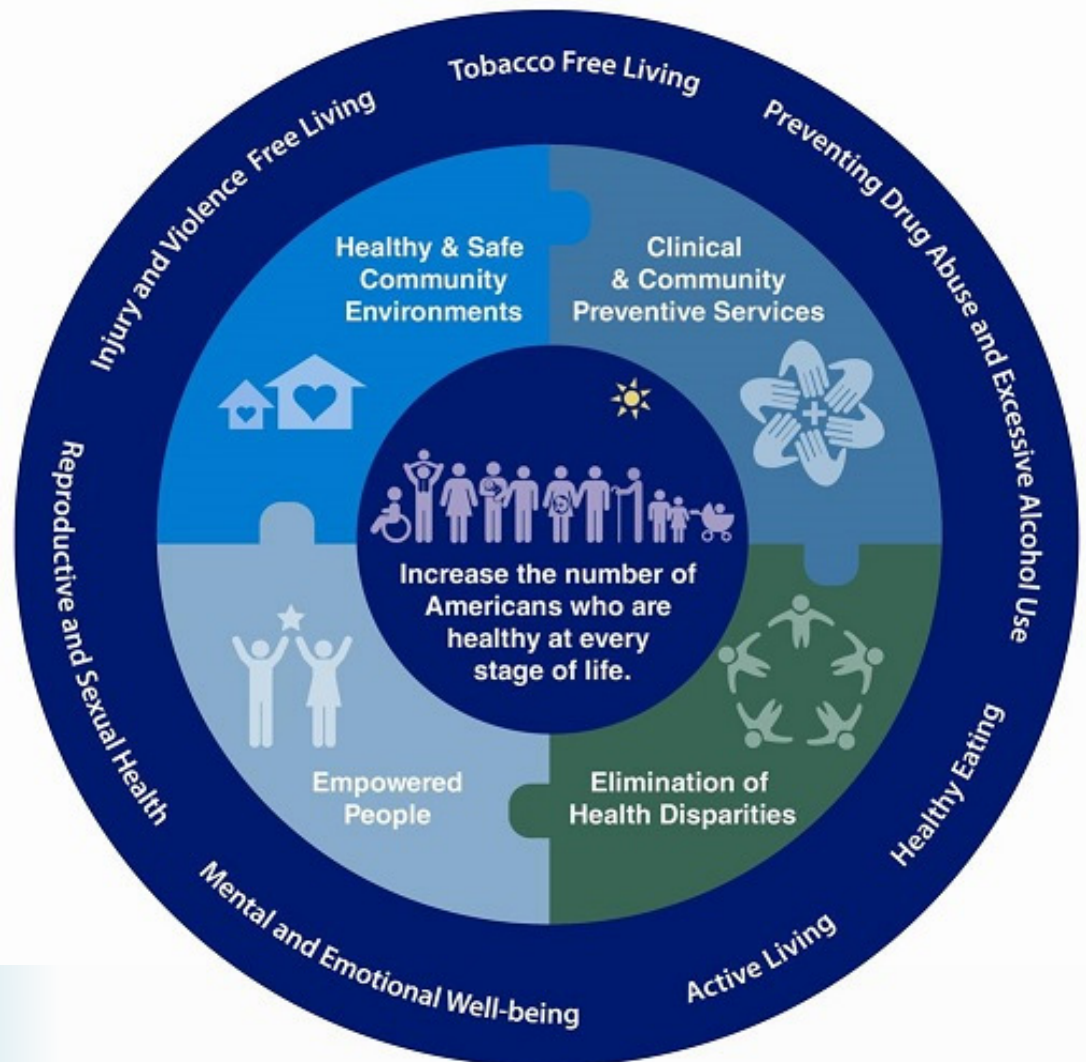 Tobacco Free Living
Preventing Drug Abuse and Excessive Alcohol Use
Healthy Eating
Active Living
Mental and Emotional Well-being
Reproductive and Sexual Health
Injury and Violence Free Living
Healthy & Safe
Community
Environments
Clinical
& Community
Preventive Services
Increase the number of
Americans who are
healthy at every
stage of life.
Empowered
People
Elimination of
Health Disparities